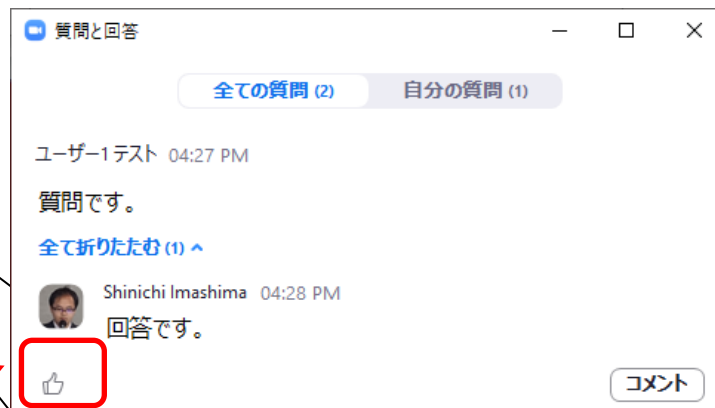 質問と回答
全ての質問 (2) 自分の質問 (1)
ユーザー1 テスト 04:27 PM
質問です。
全て折りたたむ (1)
Shinichi Imashima 04:28 PM
回答です。
コメント